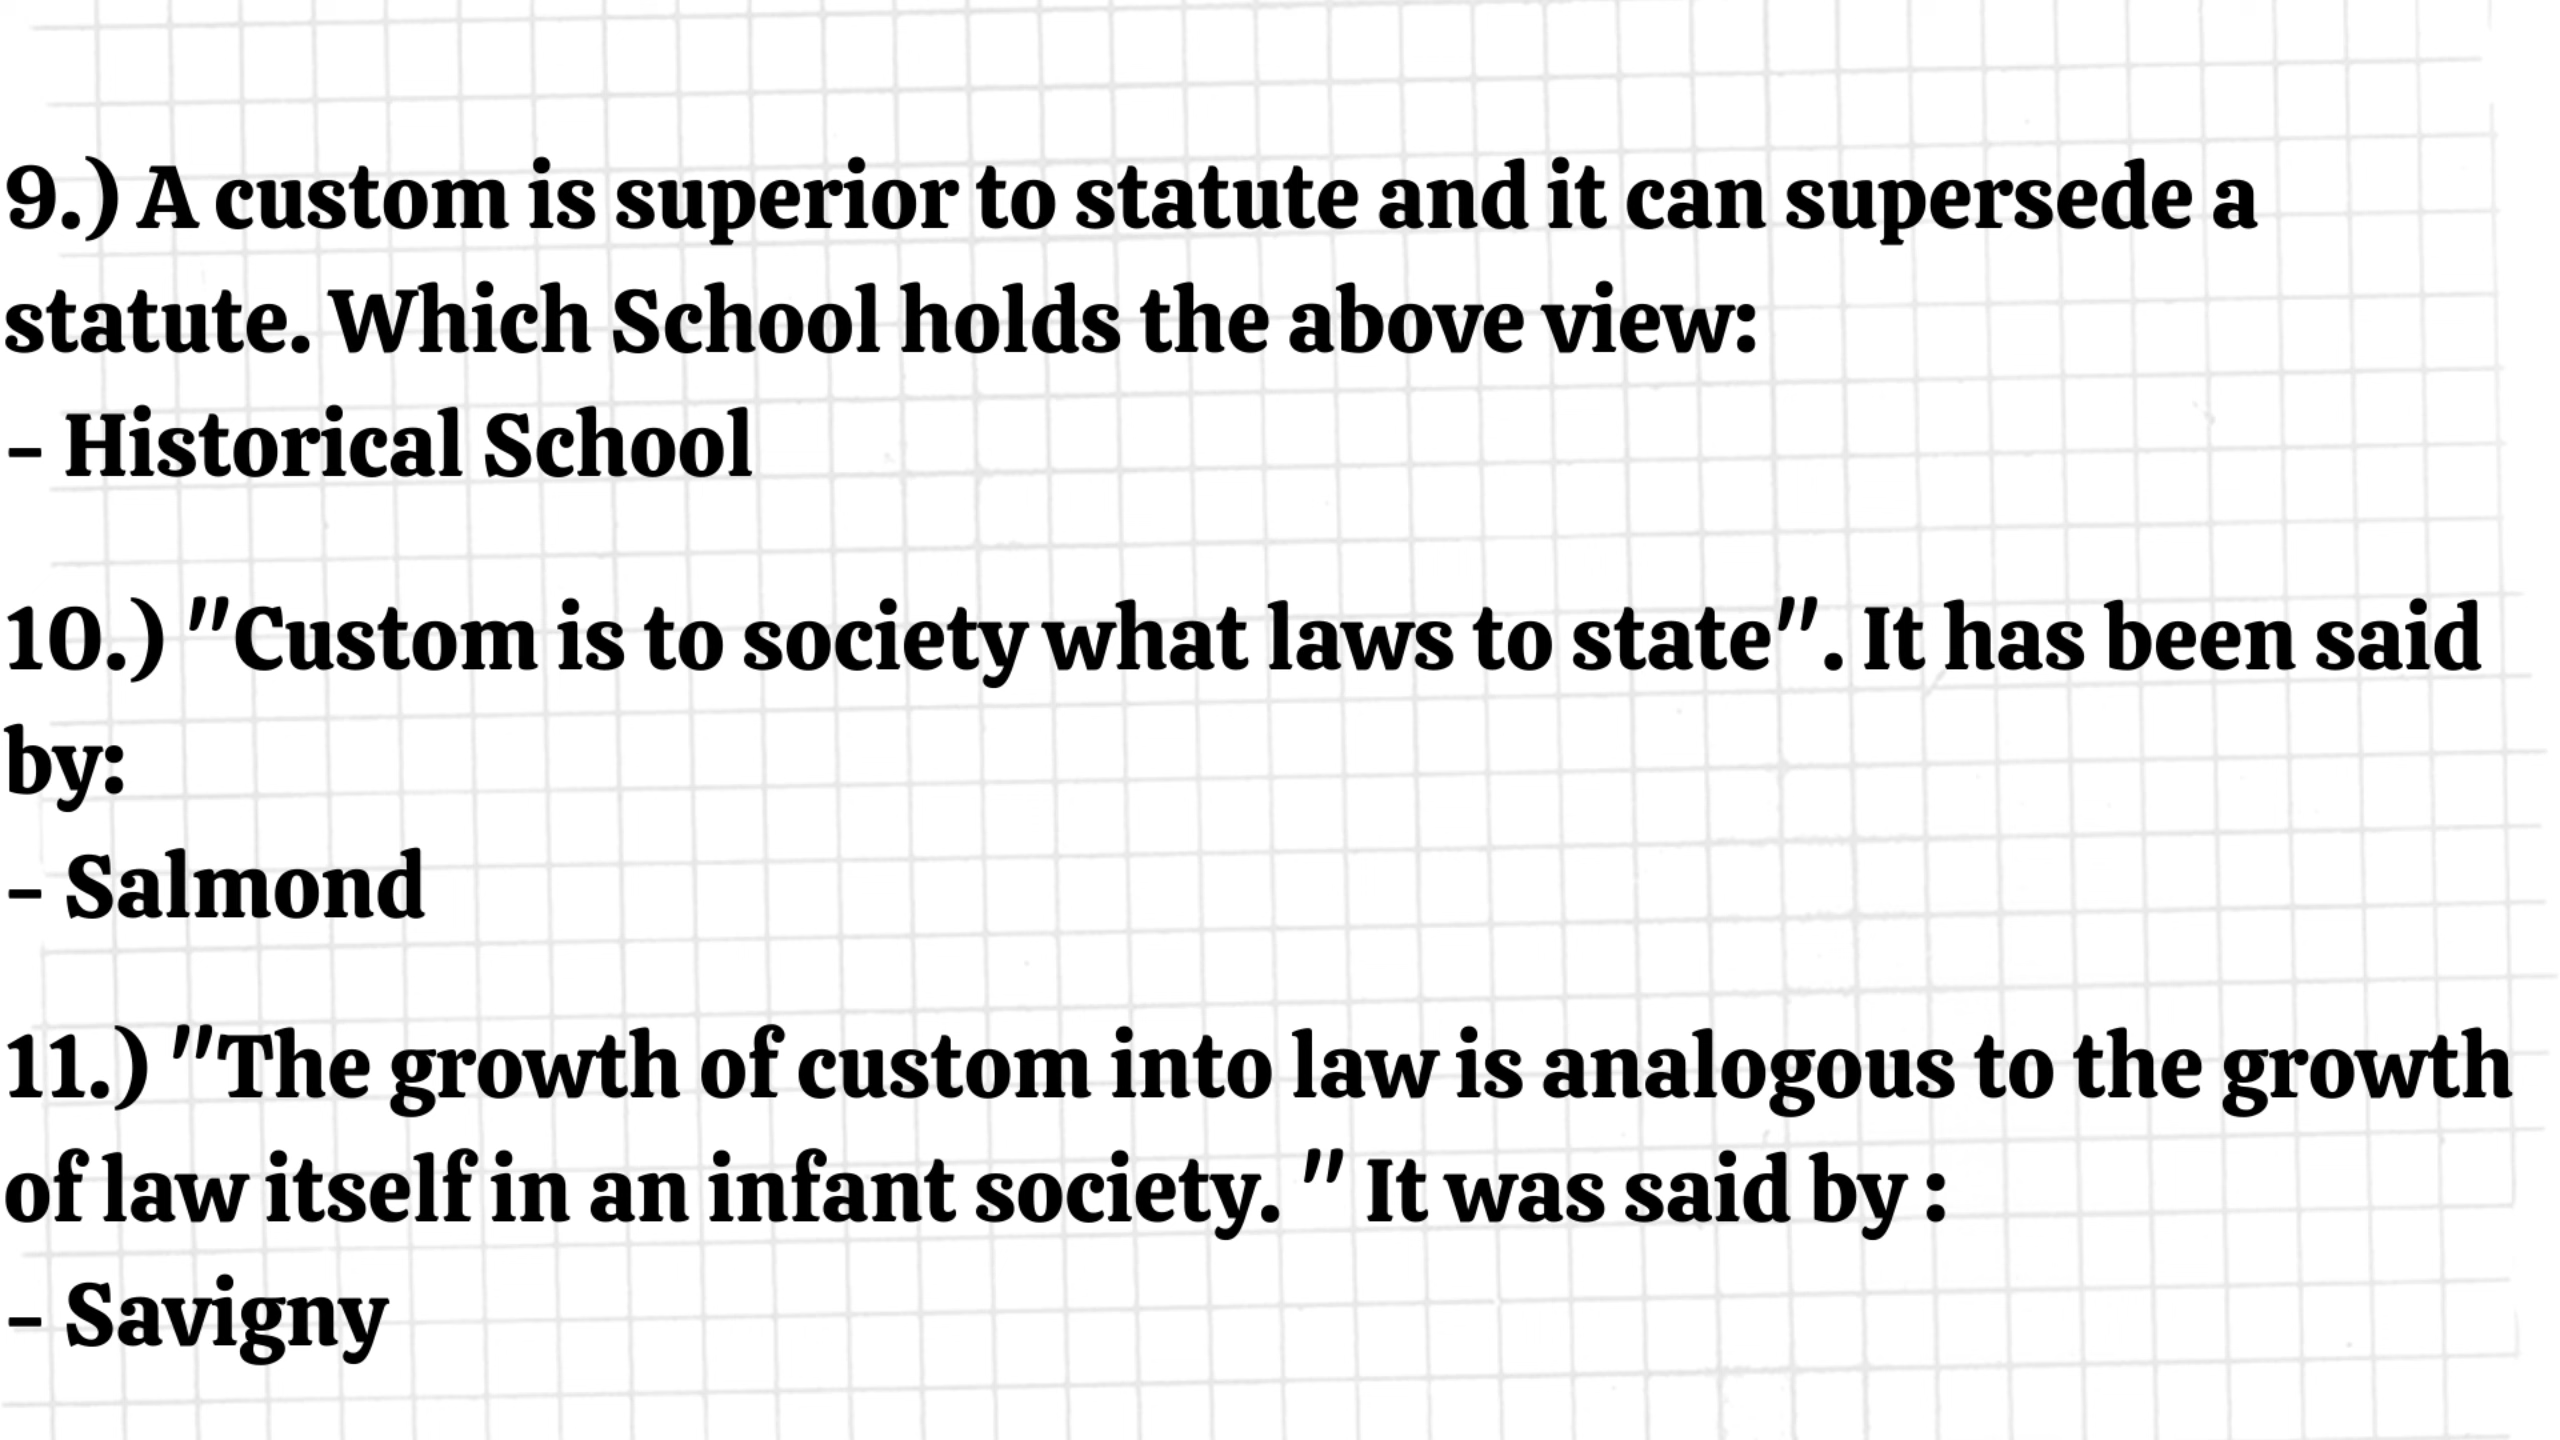 9.) A custom is superior to statute and it can supersede a
statute. Which School holds the above view:
- Historical School
10.) "Custom is to society what laws to state". It has been said
by:
- Salmond
11.) "The growth of custom into law is analogous to the growth
of law itself in an infant society. " It was said by :
- Savigny